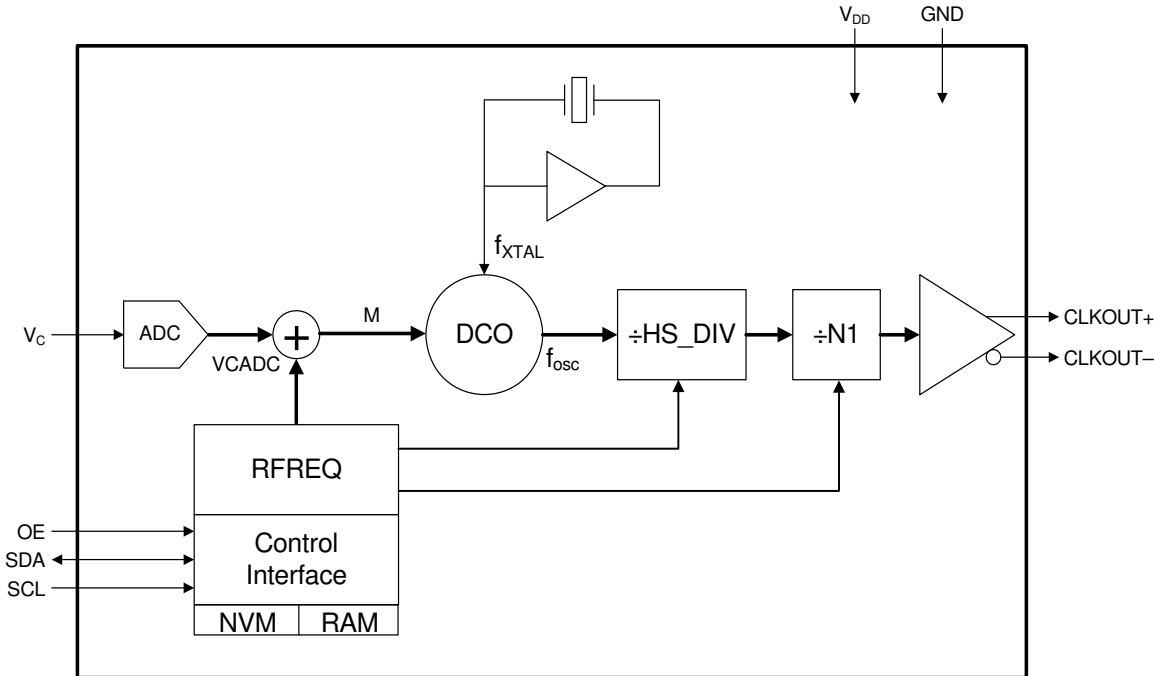 VDD
GND
fXTAL
VC
ADC
VCADC
+
M
DCO
fosc
÷HS_DIV
÷N1
CLKOUT+
CLKOUT–
RFREQ
OE
SDA
SCL
Control
Interface
NVM
RAM